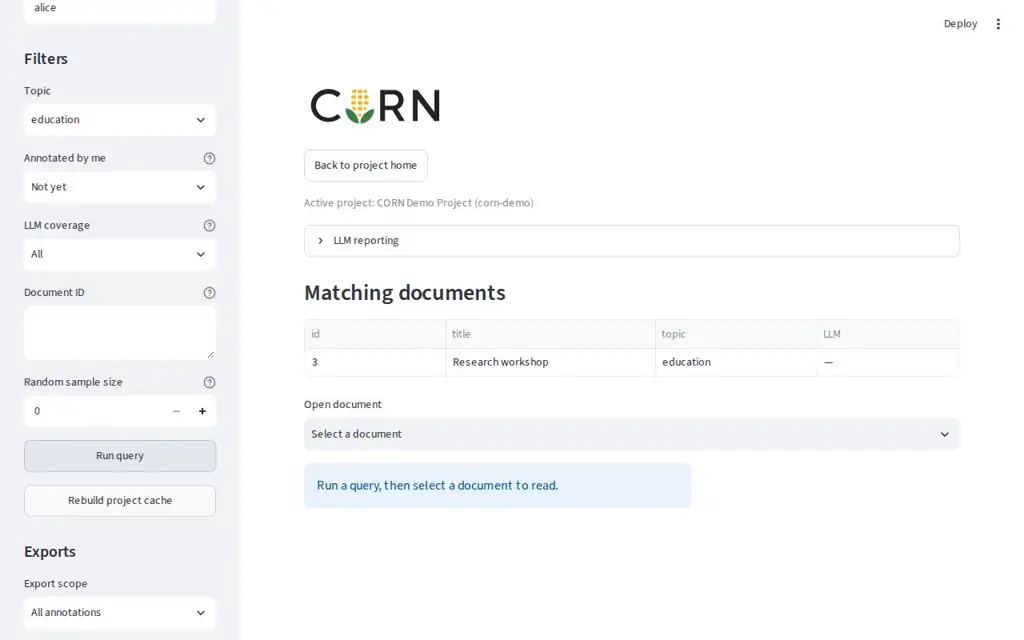 alice
Filters
Topic
education
Annotated by me
Not yet
LLM coverage
All
Document ID
Random sample size
0
Run query
Rebuild project cache
Exports
Export scope
All annotations
Deploy
CORN
Back to project home
Active project: CORN Demo Project (corn-demo)
LLM reporting
Matching documents
id title topic LLM
3 Research workshop education —
Open document
Select a document
Run a query, then select a document to read.